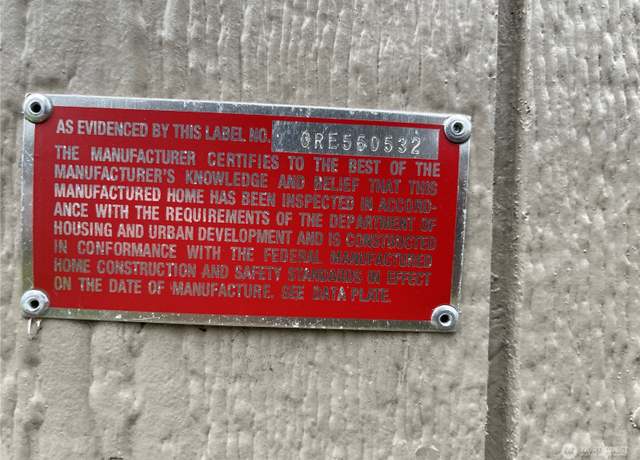 AS EVIDENCED BY THIS LABEL NO. ORE560532
THE MANUFACTURER CERTIFIES TO THE BEST OF THE
MANUFACTURER'S KNOWLEDGE AND BELIEF THAT THIS
MANUFACTURED HOME HAS BEEN INSPECTED IN ACCORD-
ANCE WITH THE REQUIREMENTS OF THE DEPARTMENT OF
HOUSING AND URBAN DEVELOPMENT AND IS CONSTRUCTED
IN CONFORMANCE WITH THE FEDERAL MANUFACTURED
HOME CONSTRUCTION AND SAFETY STANDARDS IN EFFECT
ON THE DATE OF MANUFACTURE. SEE DATA PLATE.